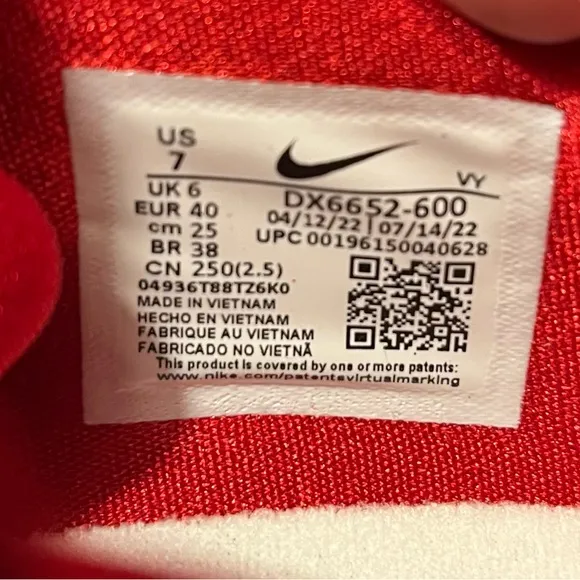 US
7
VY
UK 6
EUR 40
cm 25
BR 38
CN 250(2.5)
DX6652-600
04/12/22 | 07/14/22
UPC 00196150040628
04936T88TZ6K0
MADE IN VIETNAM
HECHO EN VIETNAM
FABRIQUE AU VIETNAM
FABRICADO NO VIETNÃ
This product is covered by one or more patents:
www.nike.com/patentsvirtualmarking